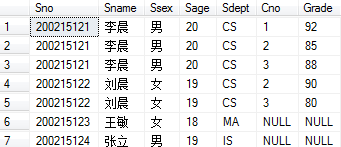 Sno Sname Ssex Sage Sdept Cno Grade
1 200215121 李晨 男 20 CS 1 92
2 200215121 李晨 男 20 CS 2 85
3 200215121 李晨 男 20 CS 3 88
4 200215122 刘晨 女 19 CS 2 90
5 200215122 刘晨 女 19 CS 3 80
6 200215123 王敏 女 18 MA NULL NULL
7 200215124 张立 男 19 IS NULL NULL